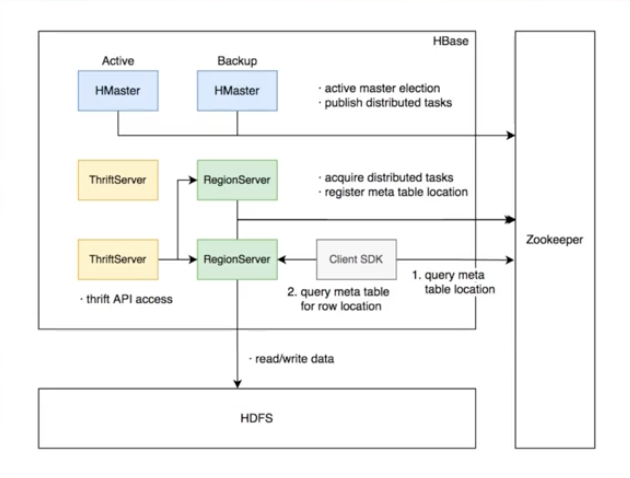 HBase
Active
Backup
HMaster
HMaster
· active master election
· publish distributed tasks
ThriftServer
RegionServer
· acquire distributed tasks
· register meta table location
Zookeeper
ThriftServer
RegionServer
Client SDK
1. query meta
table location
2. query meta table
for row location
· thrift API access
· read/write data
HDFS